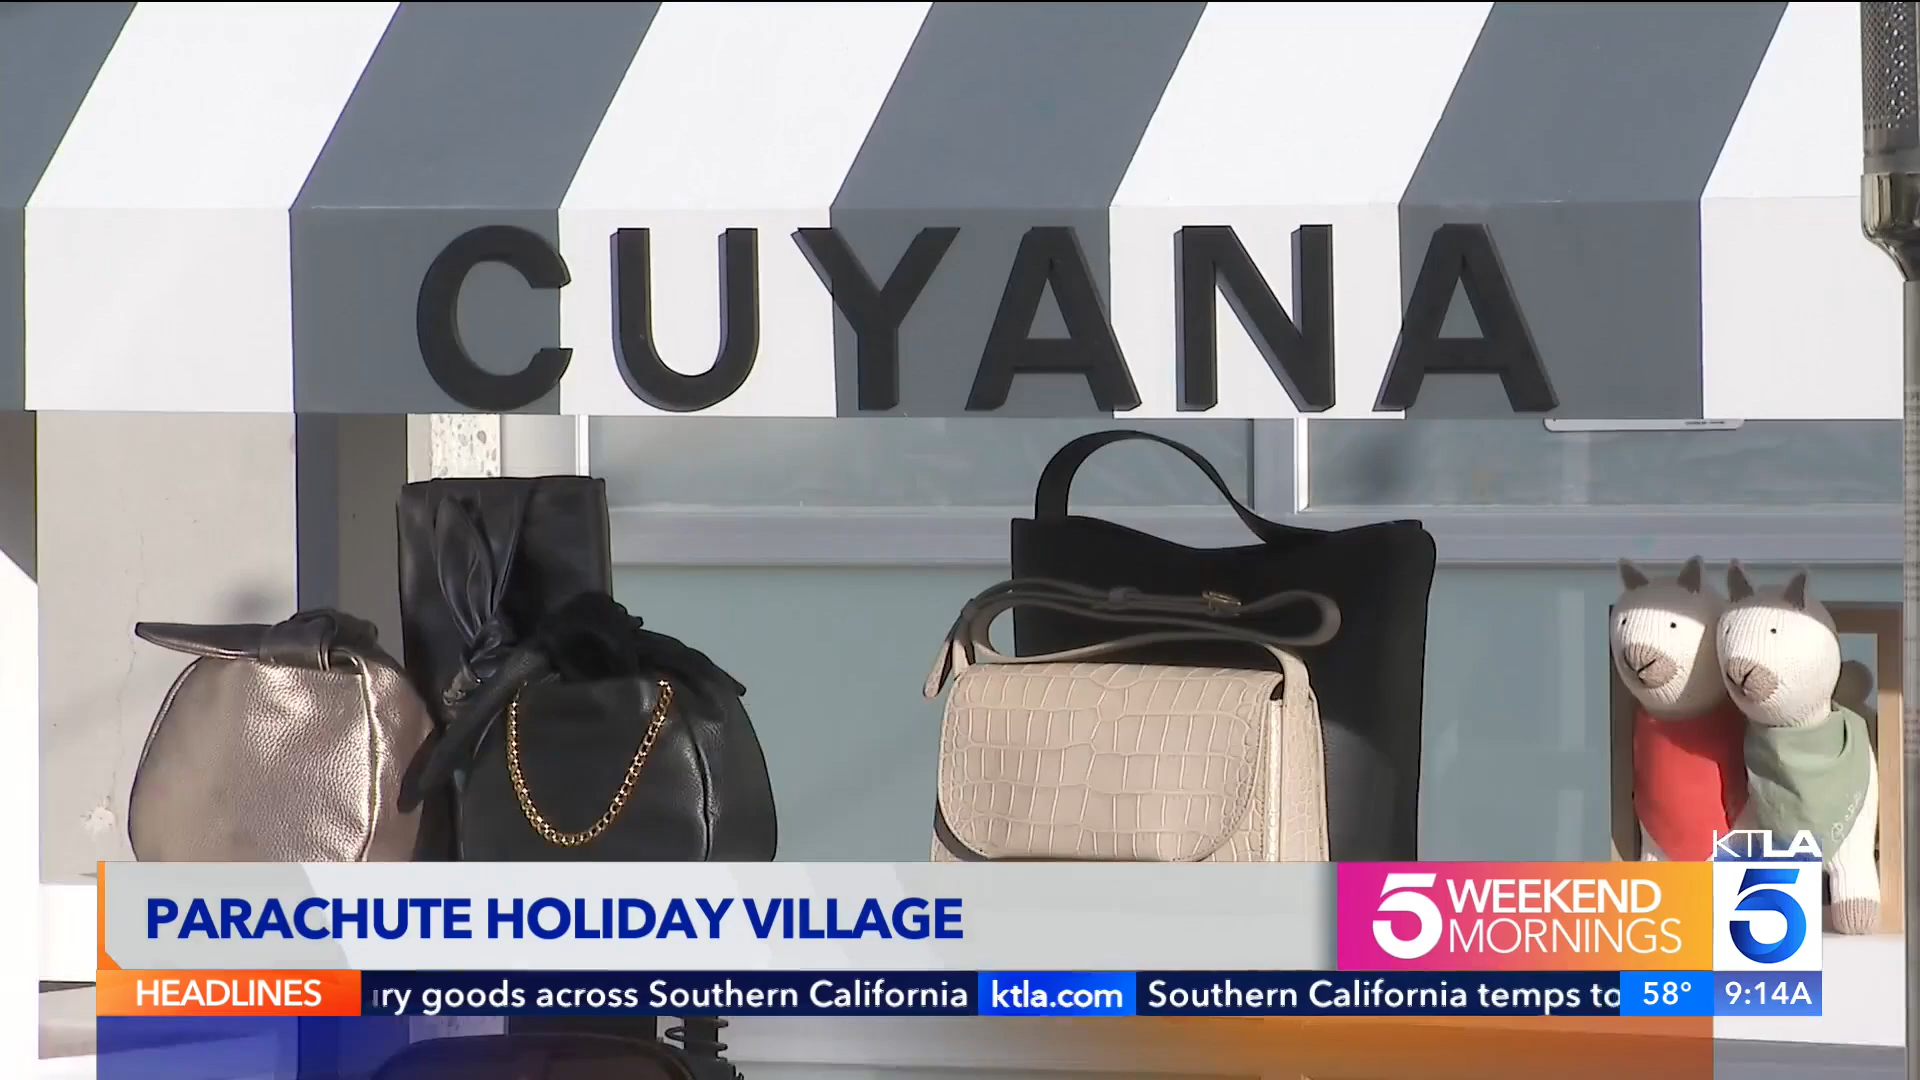 CUYANA
KTLA
5
PARACHUTE HOLIDAY VILLAGE
5 WEEKEND
MORNINGS
HEADLINES
goods across Southern California ktla.com Southern California temps to
58° 9:14A